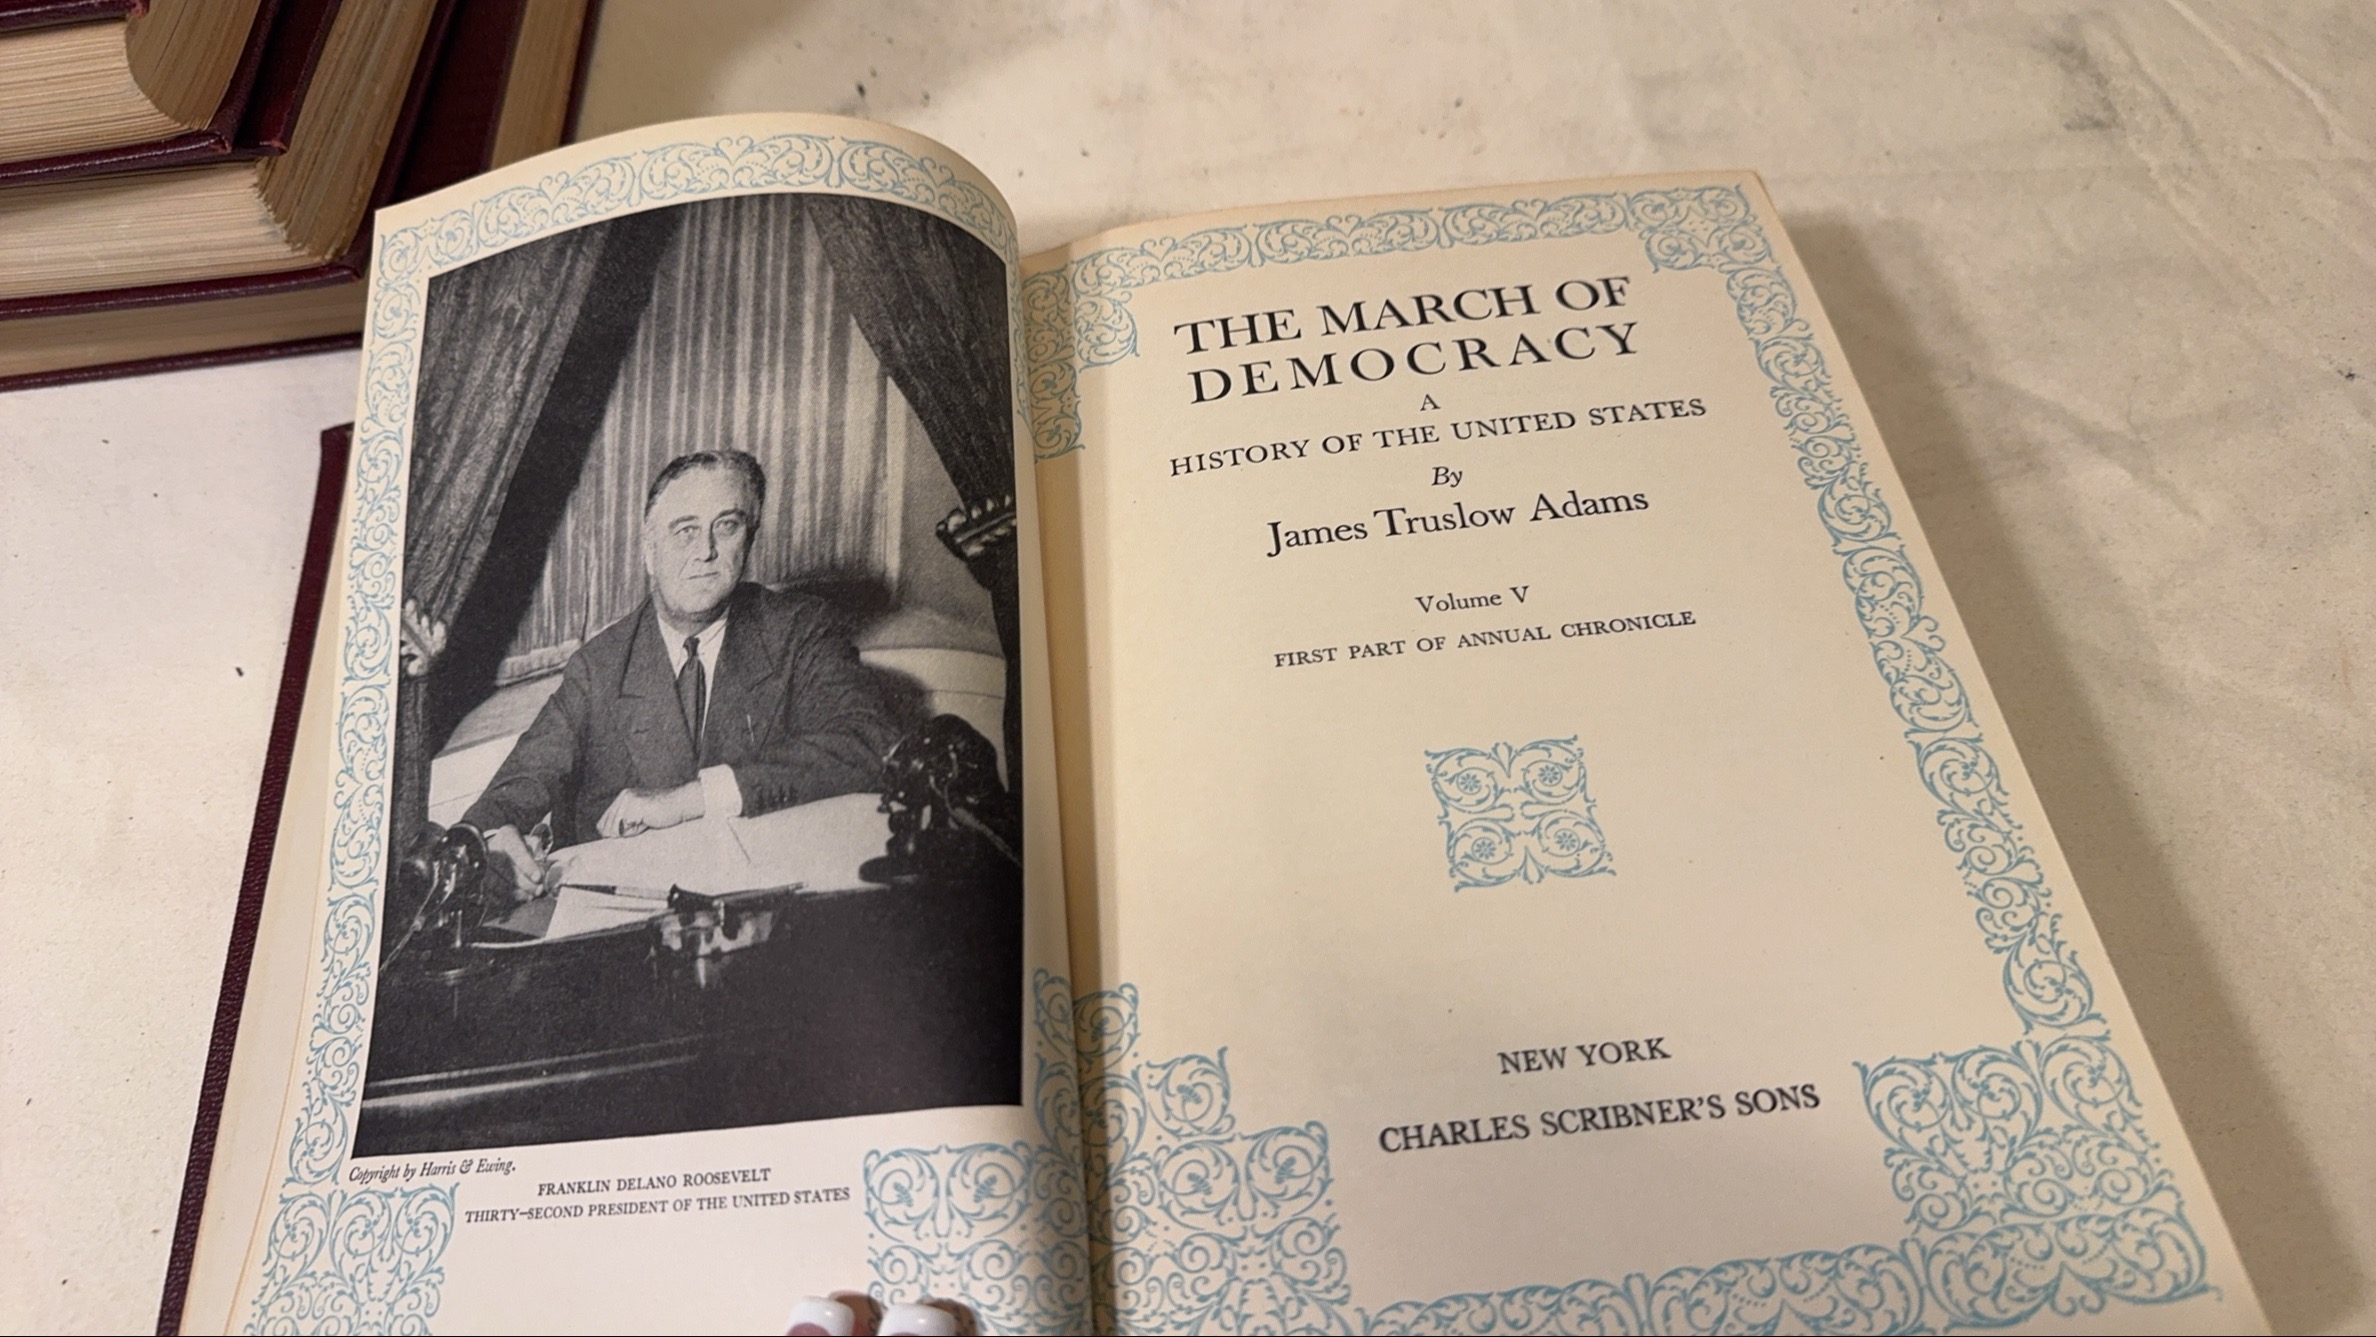 Copyright by Harris & Ewing.
FRANKLIN DELANO ROOSEVELT
THIRTY-SECOND PRESIDENT OF THE UNITED STATES
THE MARCH OF
DEMOCRACY
A
HISTORY OF THE UNITED STATES
By
James Truslow Adams
Volume V
FIRST PART OF ANNUAL CHRONICLE
NEW YORK
CHARLES SCRIBNER'S SONS